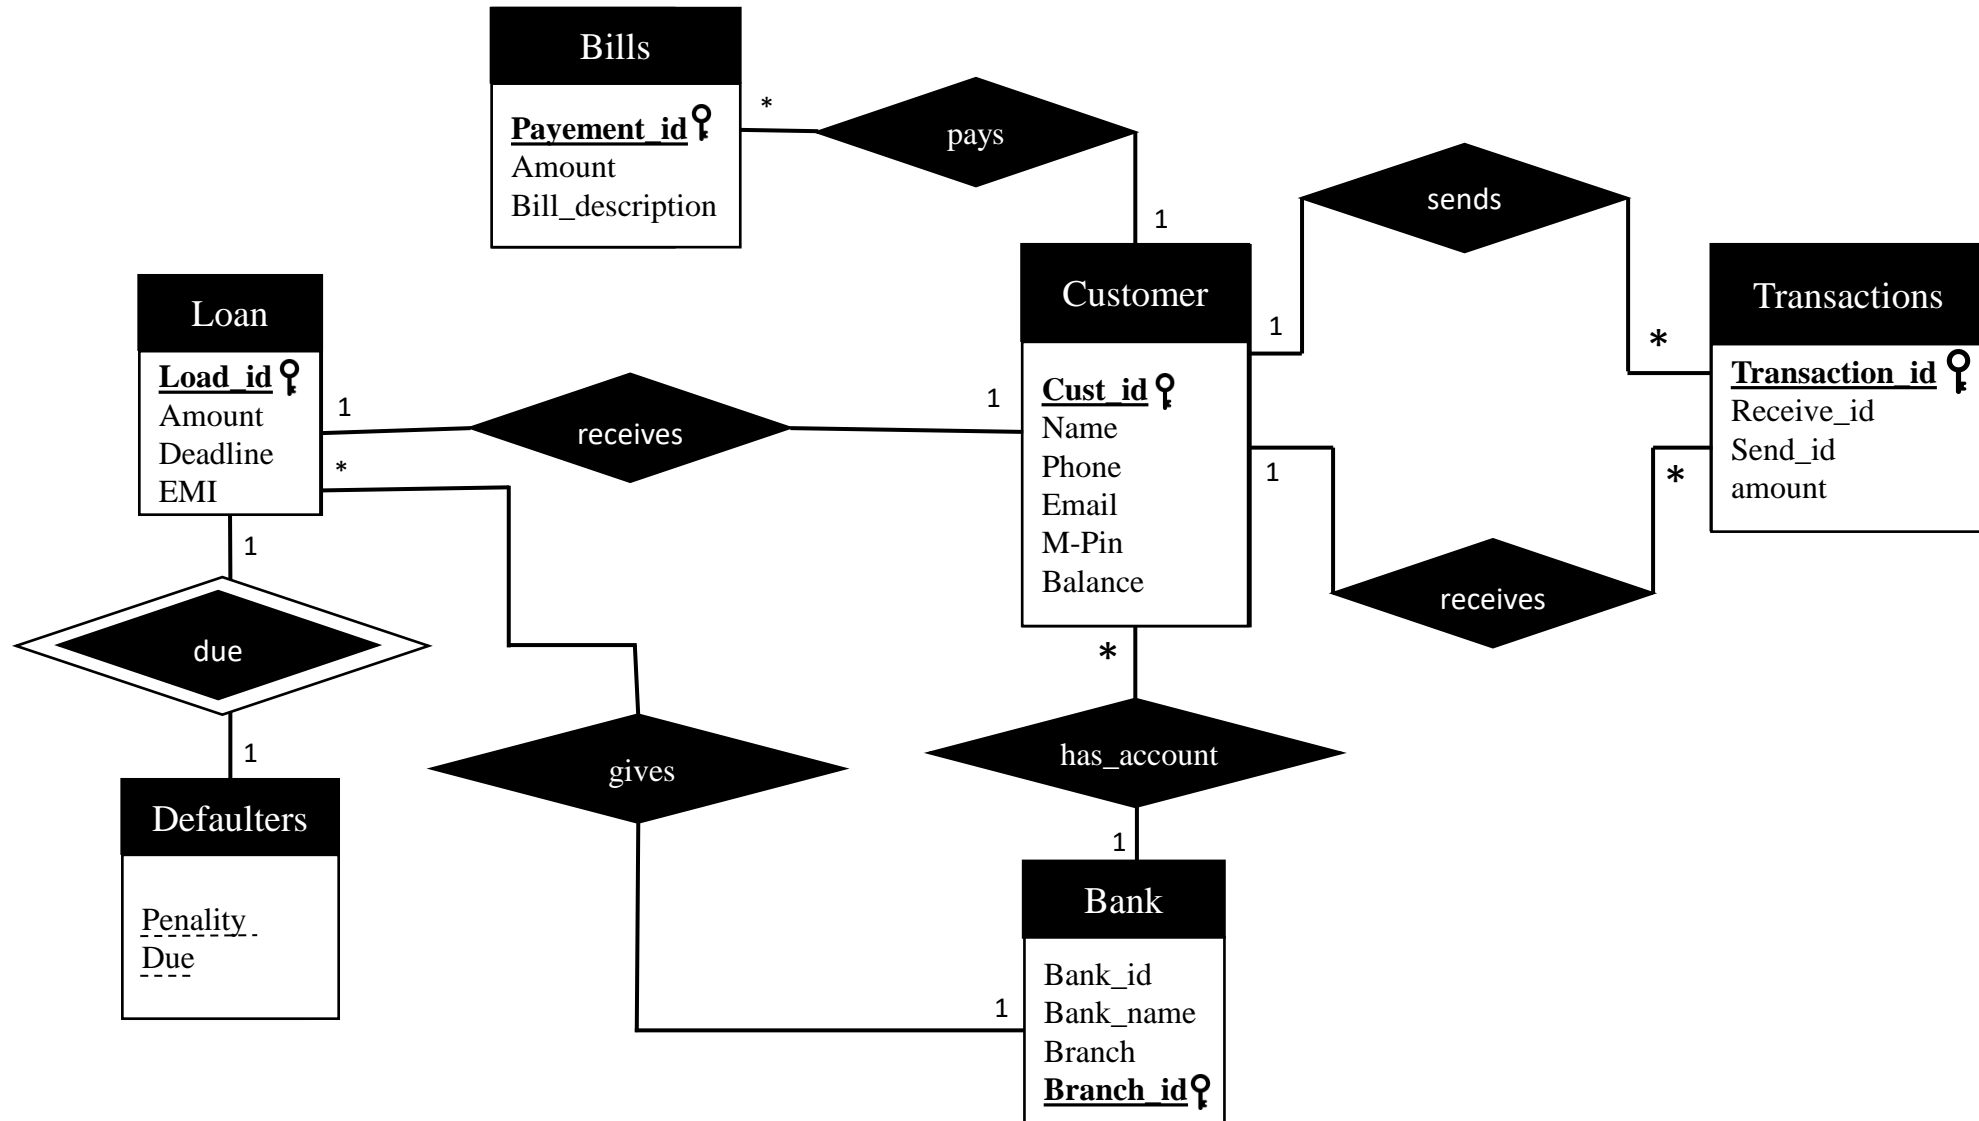 Bills
Payement_id
Amount
Bill_description
*
pays
1
sends
Loan
Load_id
Amount
Deadline
EMI
1
*
1
receives
1
Customer
Cust_id
Name
Phone
Email
M-Pin
Balance
1
1
*
*
*
Transactions
Transaction_id
Receive_id
Send_id
amount
receives
due
1
Defaulters
Penality
Due
gives
1
has_account
1
Bank
Bank_id
Bank_name
Branch
Branch_id